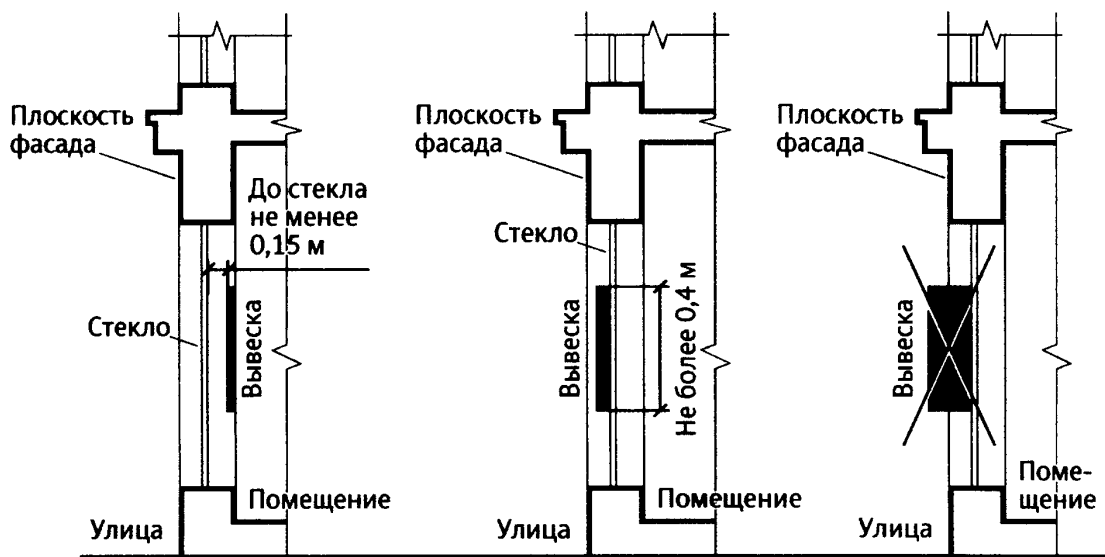 Плоскость
фасада
До стекла
не менее
0,15 м
Стекло
Вывеска
Помещение
Улица
Плоскость
фасада
Стекло
Вывеска
Не более 0,4 м
Помещение
Улица
Плоскость
фасада
Вывеска
Поме-
щение
Улица